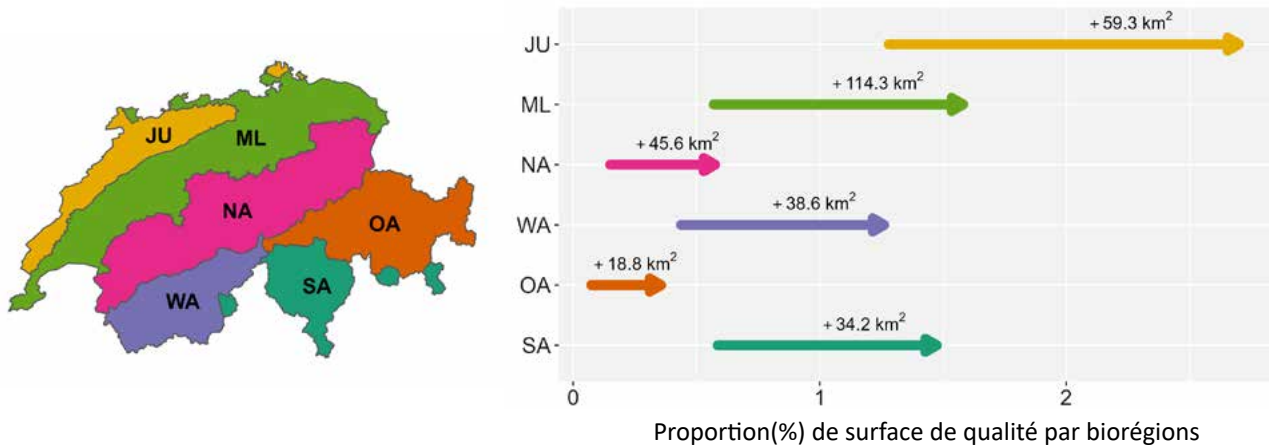 JU
ML
NA
OA
WA
SA
JU
+ 59.3 km²
ML
+ 114.3 km²
NA
+ 45.6 km²
WA
+ 38.6 km²
OA
+ 18.8 km²
SA
+ 34.2 km²
0 1 2
Proportion(%) de surface de qualité par biorégions